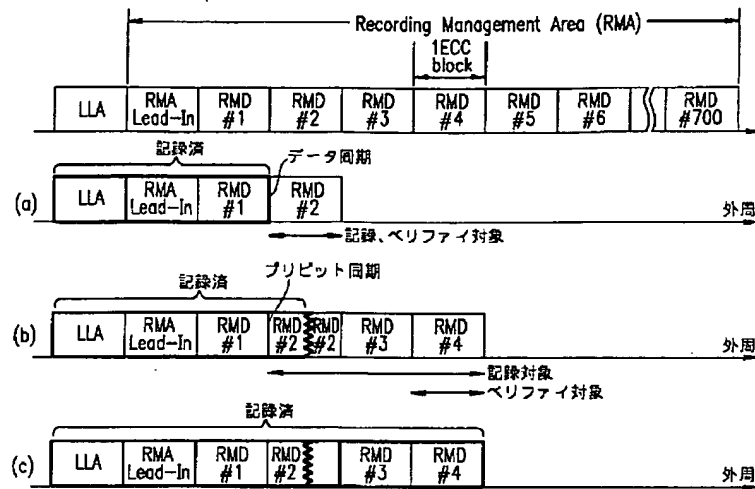 Recording Management Area (RMA)
1ECC
block
LLA
RMA
Lead-In
RMD
#1
RMD
#2
RMD
#3
RMD
#4
RMD
#5
RMD
#6
RMD
#700
記録済
データ同期
(a)
LLA
RMA
Lead-In
RMD
#1
RMD
#2
外周
記録、ベリファイ対象
プリピット同期
記録済
(b)
LLA
RMA
Lead-In
RMD
#1
RMD
#2
RMD
#2
RMD
#3
RMD
#4
外周
記録対象
ベリファイ対象
記録済
(c)
LLA
RMA
Lead-In
RMD
#1
RMD
#2
RMD
#3
RMD
#4
外周